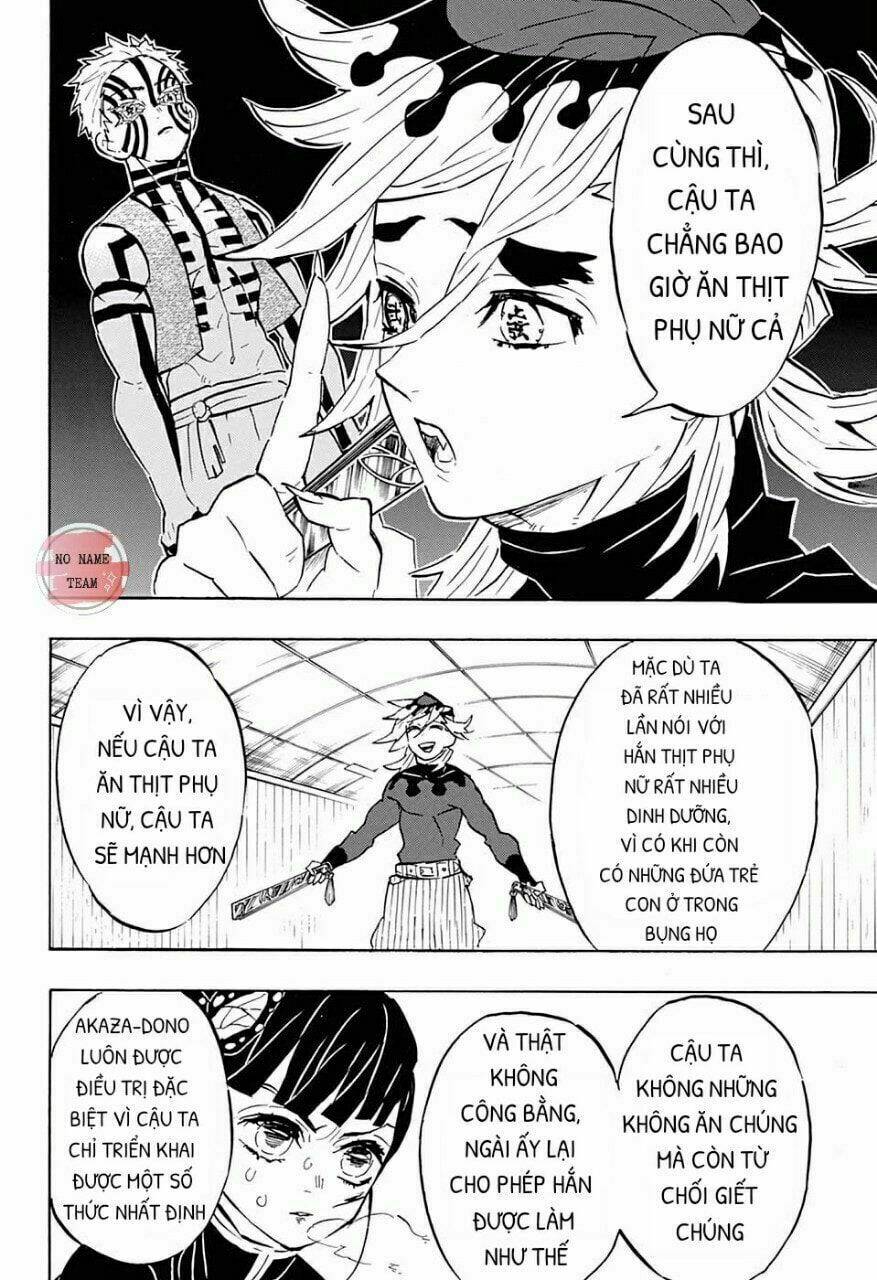 SAU
CÙNG THÌ,
CẬU TA
CHẲNG BAO
GIỜ ĂN THỊT
PHỤ NỮ CẢ
NO NAME
TEAM
MẶC DÙ TA
ĐÃ RẤT NHIỀU
LẦN NÓI VỚI
HẮN THỊT PHỤ
NỮ RẤT NHIỀU
DINH DƯỠNG,
VÌ CÓ KHI CÒN
CÓ NHỮNG ĐỨA TRẺ
CON Ở TRONG
BỤNG HỌ
VÌ VẬY,
NẾU CẬU TA
ĂN THỊT PHỤ
NỮ, CẬU TA
SẼ MẠNH HƠN
CẬU TA
KHÔNG NHỮNG
KHÔNG ĂN CHÚNG
MÀ CÒN TỪ
CHỐI GIẾT
CHÚNG
VÀ THẬT
KHÔNG
CÔNG BẰNG,
NGÀI ẤY LẠI
CHO PHÉP HẮN
ĐƯỢC LÀM
NHƯ THẾ
AKAZA-DONO
LUÔN ĐƯỢC
ĐIỀU TRỊ ĐẶC
BIỆT VÌ CẬU TA
CHỈ TRIỂN KHAI
ĐƯỢC MỘT SỐ
THỨC NHẤT ĐỊNH